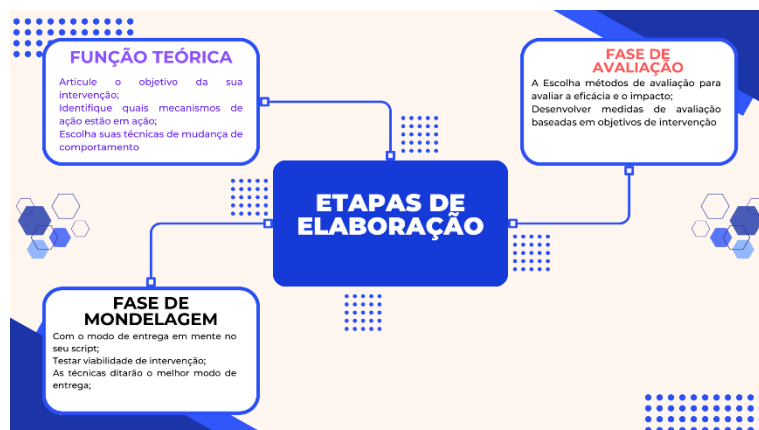 FUNÇÃO TEÓRICA
Articule o objetivo da sua
intervenção;
Identifique quais mecanismos de
ação estão em ação;
Escolha suas técnicas de mudança de
comportamento
FASE DE
AVALIAÇÃO
A Escolha métodos de avaliação para
avaliar a eficácia e o impacto;
Desenvolver medidas de avaliação
baseadas em objetivos de intervenção
ETAPAS DE
ELABORAÇÃO
FASE DE
MONDELAGEM
Com o modo de entrega em mente no
seu script;
Testar viabilidade de intervenção;
As técnicas ditarão o melhor modo de
entrega;